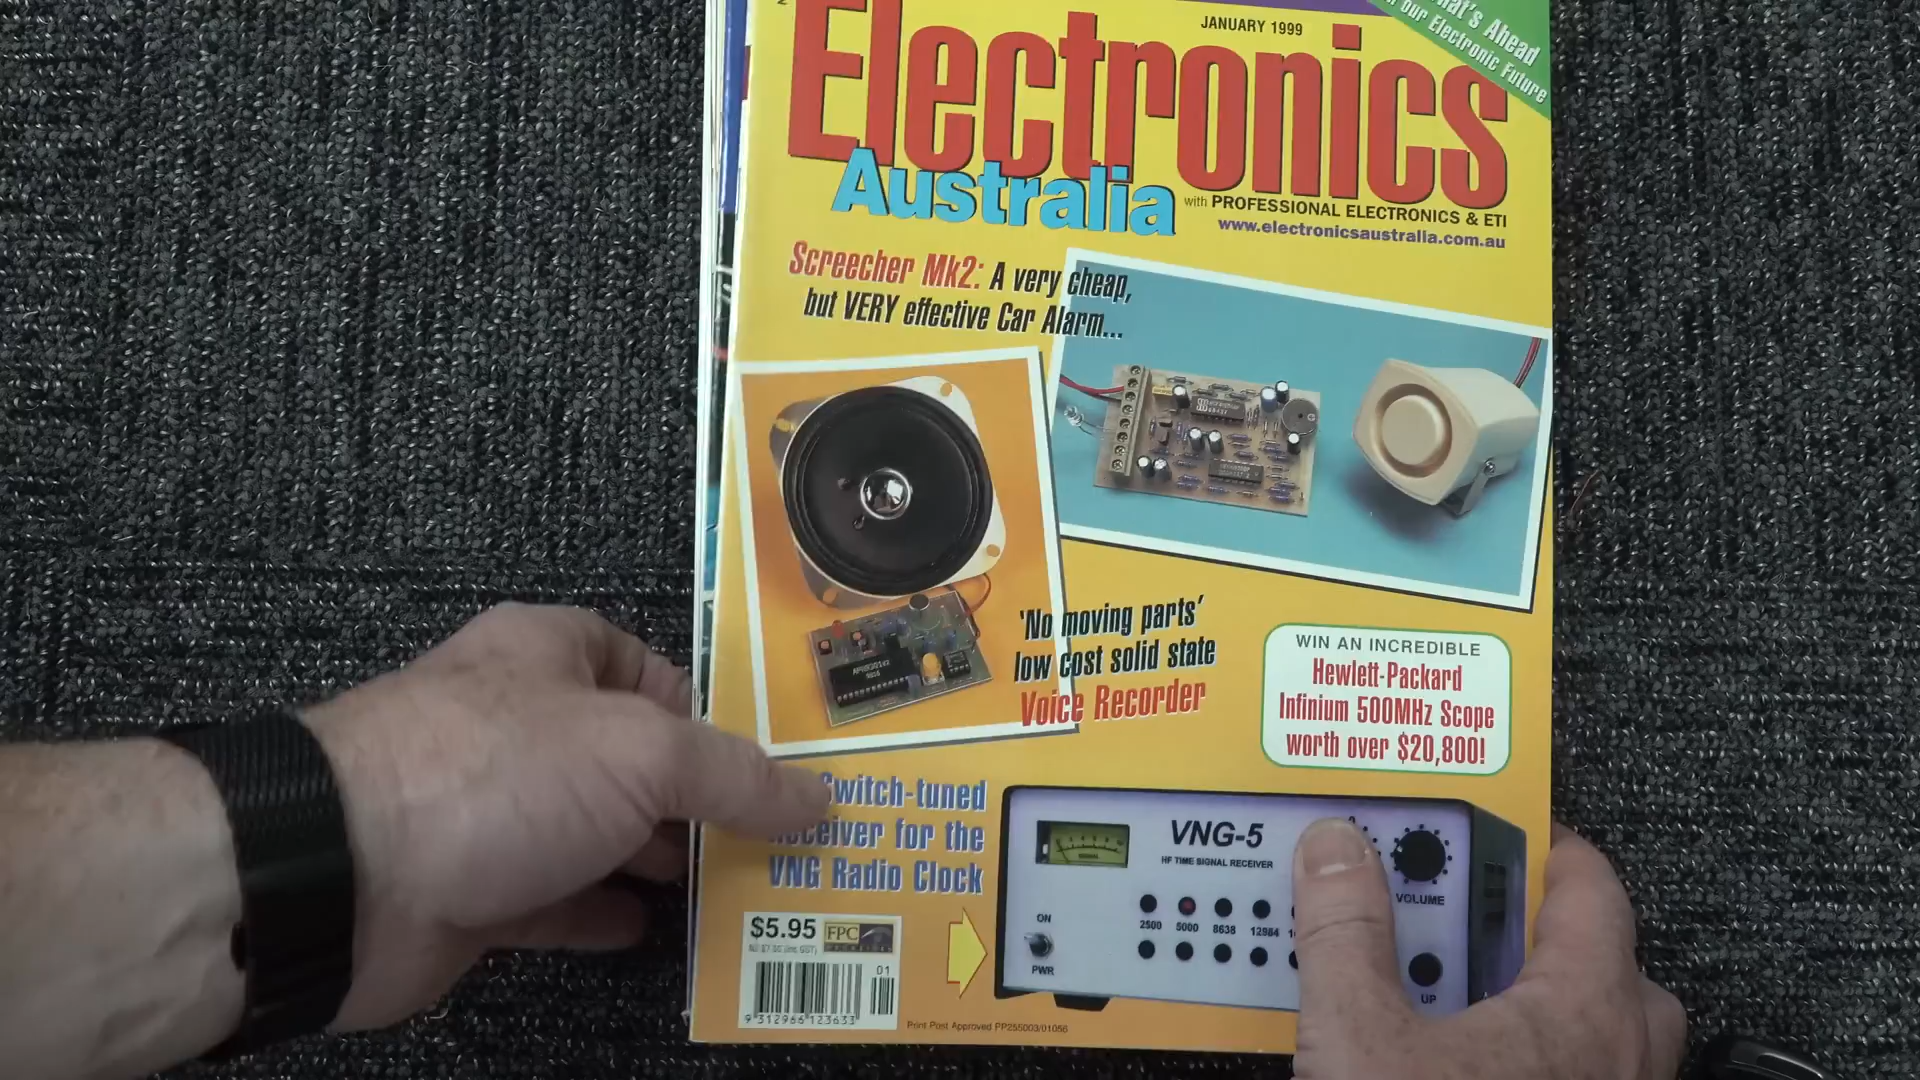 JANUARY 1999
What's Ahead
our Electronic Future
Electronics
Australia
with PROFESSIONAL ELECTRONICS & ETI
www.electronicsaustralia.com.au
Screecher Mk2: A very cheap,
but VERY effective Car Alarm...
'No moving parts'
low cost solid state
Voice Recorder
WIN AN INCREDIBLE
Hewlett-Packard
Infinium 500MHz Scope
worth over $20,800!
Switch-tuned
Receiver for the
VNG Radio Clock
VNG-5
HF TIME SIGNAL RECEIVER
VOLUME
ON
PWR
2500 5000 8638 12984
UP
$5.95 FPC
01
9 312966 123633
Print Post Approved PP255003/01056